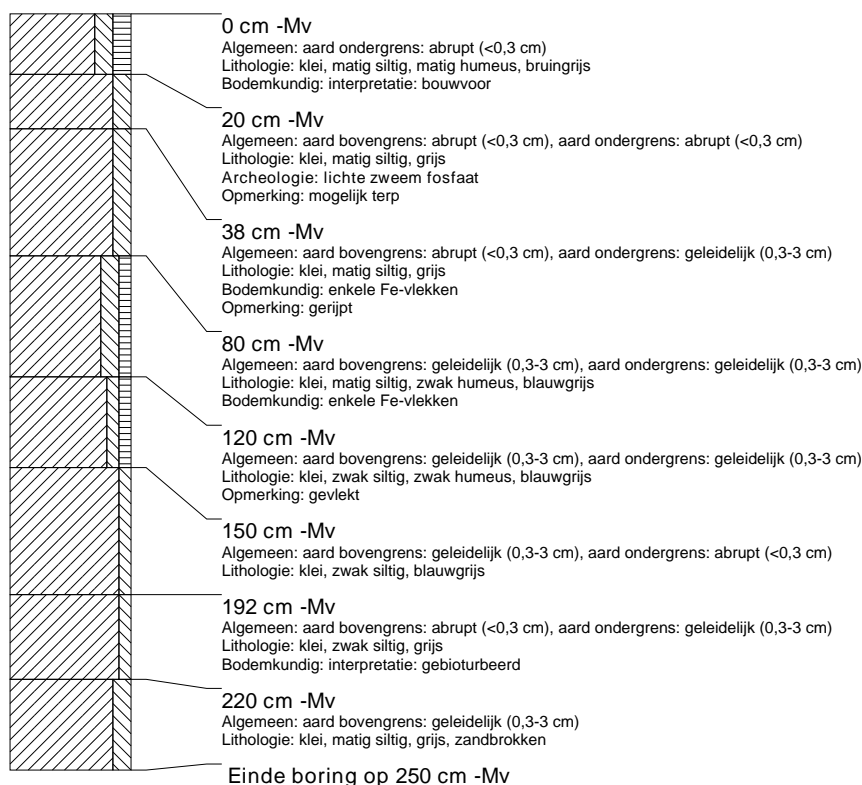 0 cm -Mv
Algemeen: aard ondergrens: abrupt (<0,3 cm)
Lithologie: klei, matig siltig, matig humeus, bruingrijs
Bodemkundig: interpretatie: bouwvoor
20 cm -Mv
Algemeen: aard bovengrens: abrupt (<0,3 cm), aard ondergrens: abrupt (<0,3 cm)
Lithologie: klei, matig siltig, grijs
Archeologie: lichte zweem fosfaat
Opmerking: mogelijk terp
38 cm -Mv
Algemeen: aard bovengrens: abrupt (<0,3 cm), aard ondergrens: geleidelijk (0,3-3 cm)
Lithologie: klei, matig siltig, grijs
Bodemkundig: enkele Fe-vlekken
Opmerking: gerijpt
80 cm -Mv
Algemeen: aard bovengrens: geleidelijk (0,3-3 cm), aard ondergrens: geleidelijk (0,3-3 cm)
Lithologie: klei, matig siltig, zwak humeus, blauwgrijs
Bodemkundig: enkele Fe-vlekken
120 cm -Mv
Algemeen: aard bovengrens: geleidelijk (0,3-3 cm), aard ondergrens: geleidelijk (0,3-3 cm)
Lithologie: klei, zwak siltig, zwak humeus, blauwgrijs
Opmerking: gevlekt
150 cm -Mv
Algemeen: aard bovengrens: geleidelijk (0,3-3 cm), aard ondergrens: abrupt (<0,3 cm)
Lithologie: klei, zwak siltig, blauwgrijs
192 cm -Mv
Algemeen: aard bovengrens: abrupt (<0,3 cm), aard ondergrens: geleidelijk (0,3-3 cm)
Lithologie: klei, zwak siltig, grijs
Bodemkundig: interpretatie: gebioturbeerd
220 cm -Mv
Algemeen: aard bovengrens: geleidelijk (0,3-3 cm)
Lithologie: klei, matig siltig, grijs, zandbrokken
Einde boring op 250 cm -Mv